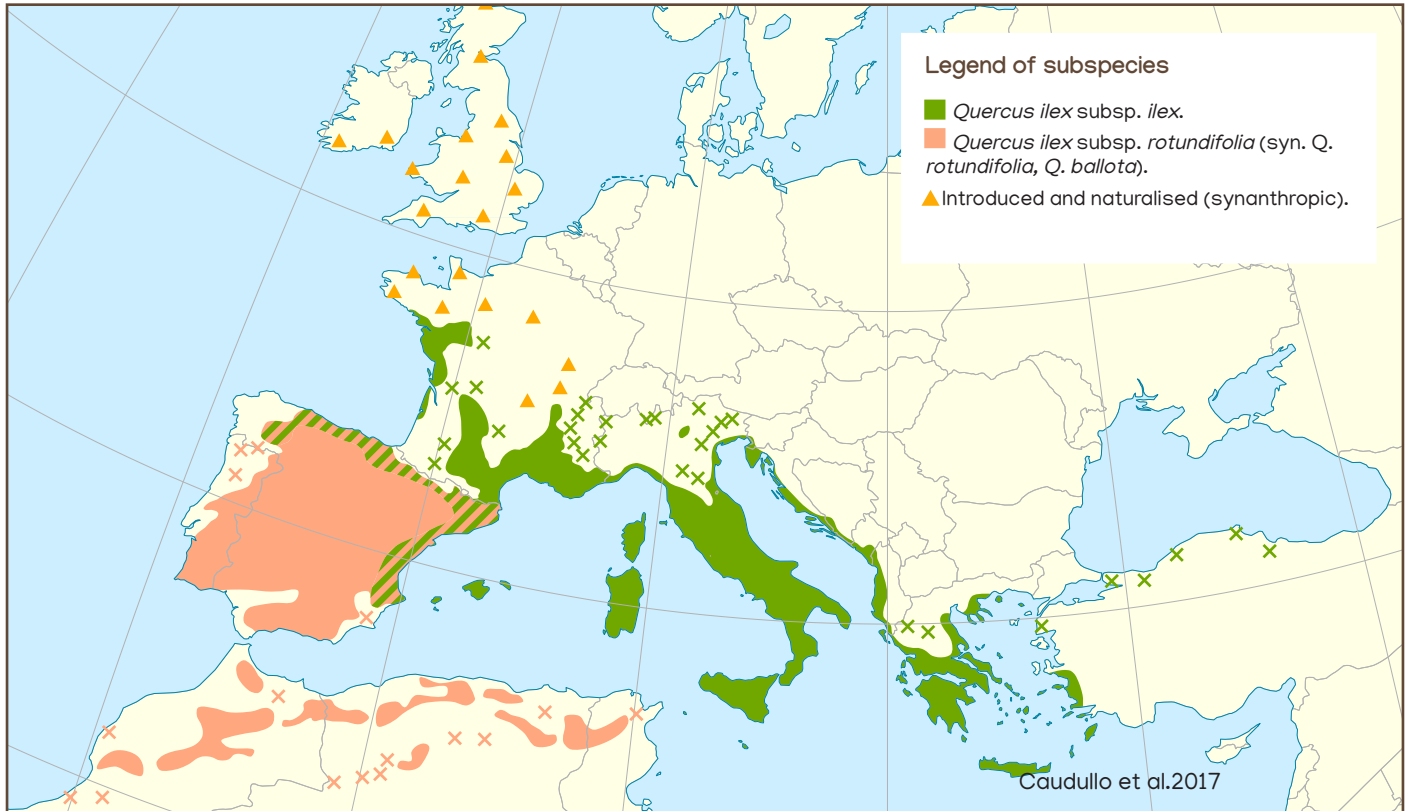 Legend of subspecies
Quercus ilex subsp. ilex.
Quercus ilex subsp. rotundifolia (syn. Q.
rotundifolia, Q. ballota).
Introduced and naturalised (synanthropic).
Caudullo et al.2017